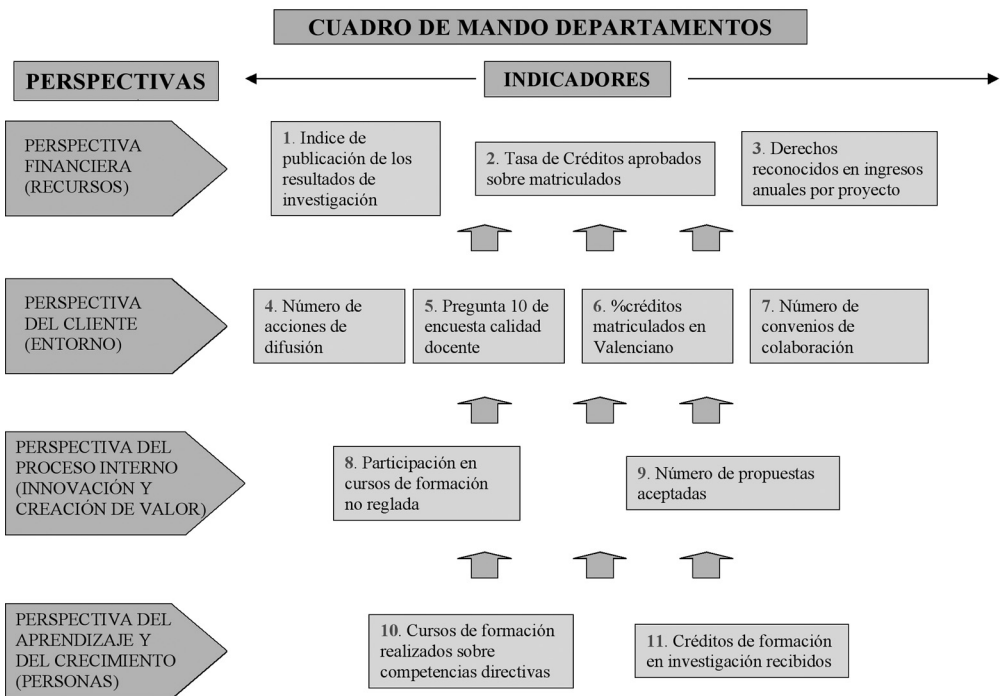 CUADRO DE MANDO DEPARTAMENTOS
PERSPECTIVAS
INDICADORES
PERSPECTIVA
FINANCIERA
(RECURSOS)
1. Indice de
publicación de los
resultados de
investigación
2. Tasa de Créditos aprobados
sobre matriculados
3. Derechos
reconocidos en ingresos
anuales por proyecto
PERSPECTIVA
DEL CLIENTE
(ENTORNO)
4. Número de
acciones de
difusión
5. Pregunta 10 de
encuesta calidad
docente
6. %créditos
matriculados en
Valenciano
7. Número de
convenios de
colaboración
PERSPECTIVA DEL
PROCESO INTERNO
(INNOVACIÓN Y
CREACIÓN DE VALOR)
8. Participación en
cursos de formación
no reglada
9. Número de propuestas
aceptadas
PERSPECTIVA DEL
APRENDIZAJE Y
DEL CRECIMIENTO
(PERSONAS)
10. Cursos de formación
realizados sobre
competencias directivas
11. Créditos de formación
en investigación recibidos